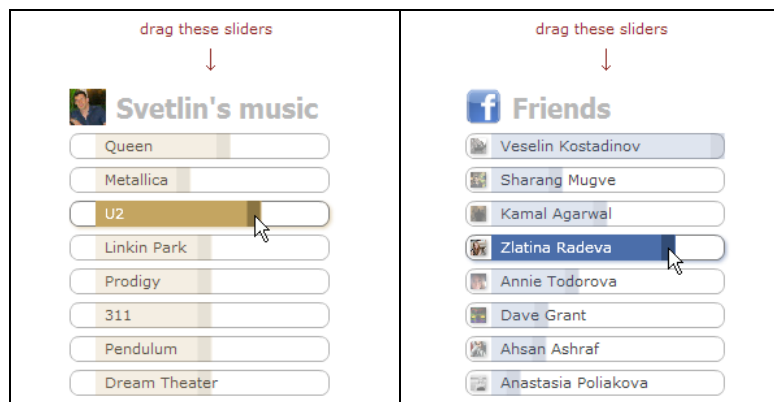 drag these sliders
Svetlin's music
Queen
Metallica
U2
Linkin Park
Prodigy
311
Pendulum
Dream Theater
drag these sliders
f Friends
Veselin Kostadinov
Sharang Mugve
Kamal Agarwal
Zlatina Radeva
Annie Todorova
Dave Grant
Ahsan Ashraf
Anastasia Poliakova